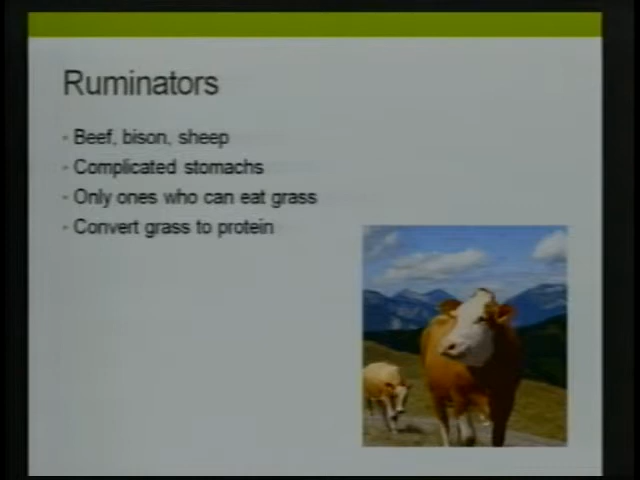 Ruminators
- Beef, bison, sheep
- Complicated stomachs
- Only ones who can eat grass
- Convert grass to protein